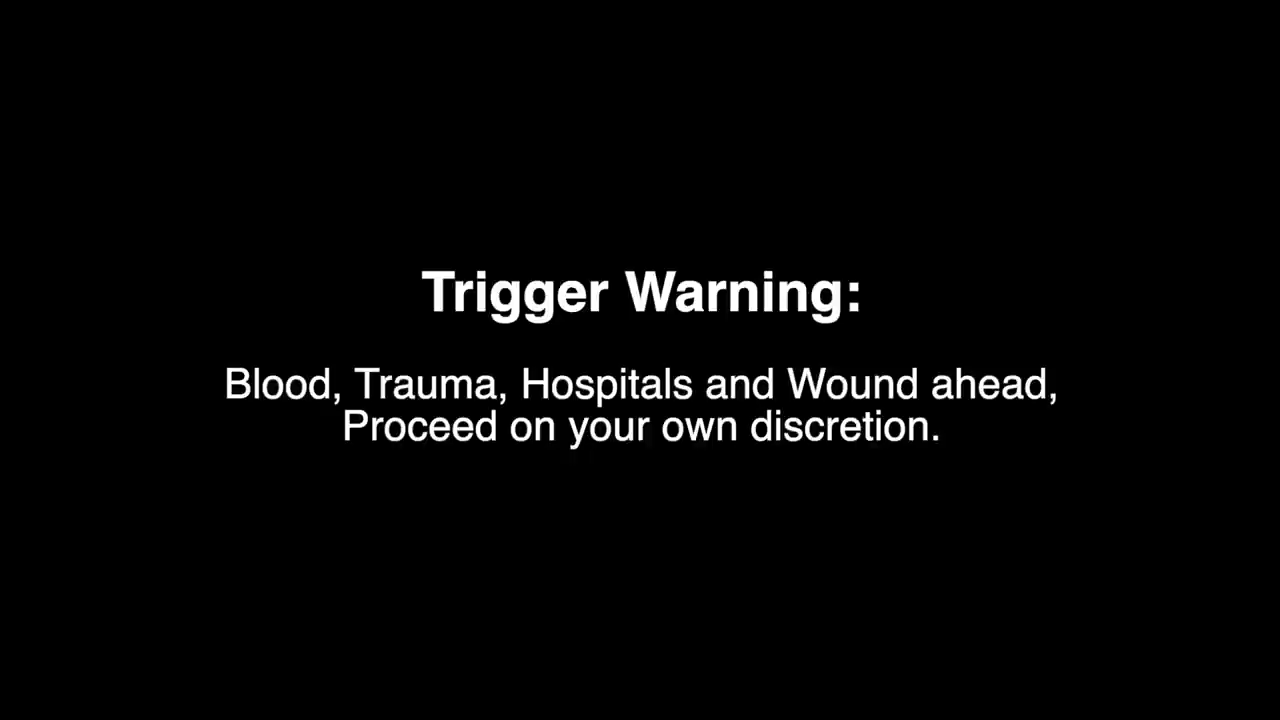 Trigger Warning:
Blood, Trauma, Hospitals and Wound ahead,
Proceed on your own discretion.